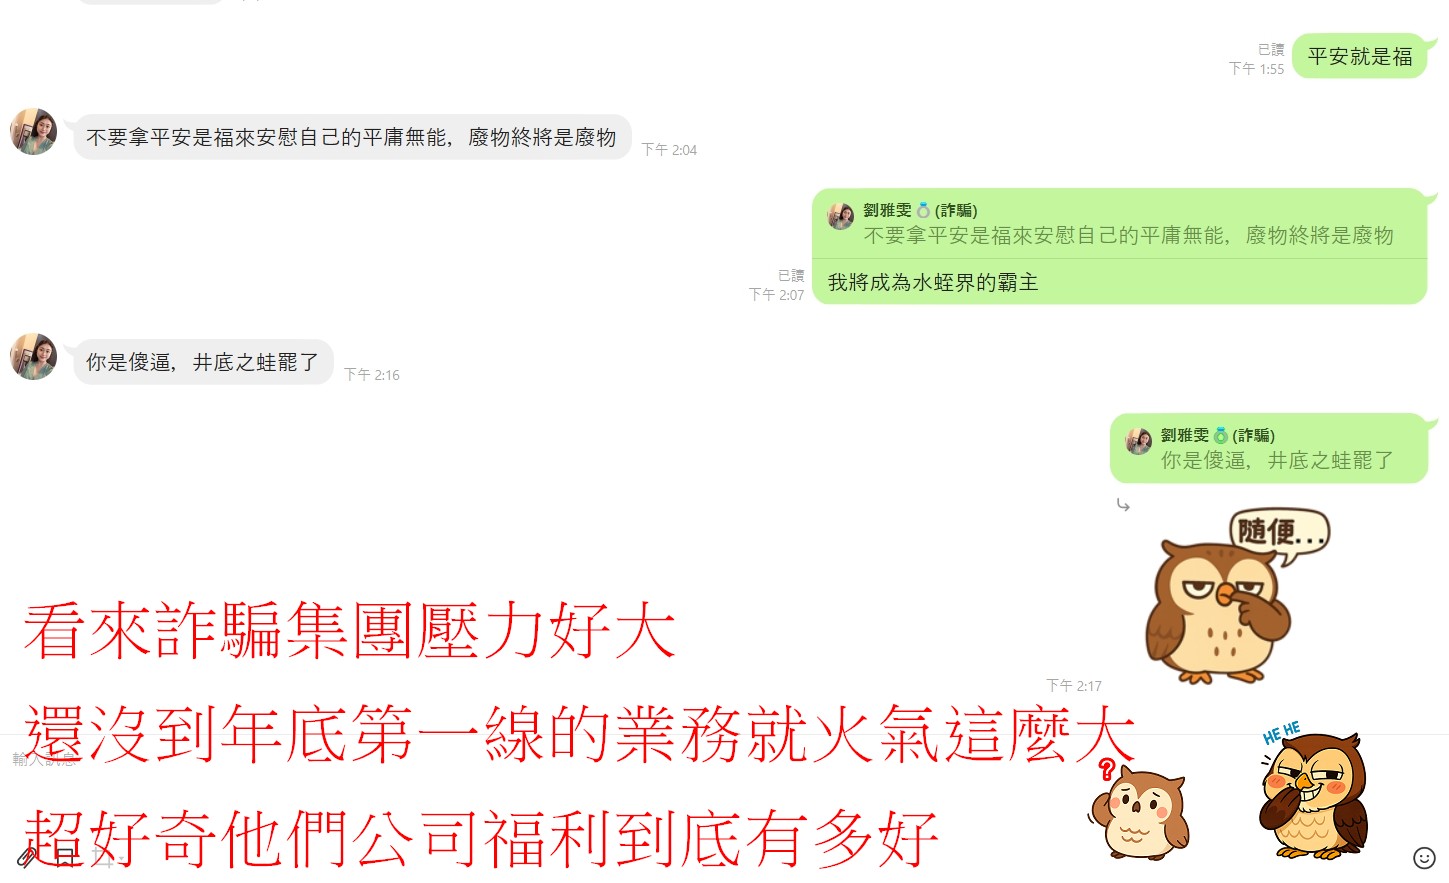 已讀
下午 1:55
平安就是福
不要拿平安是福來安慰自己的平庸無能，廢物終將是廢物
下午 2:04
劉雅雯💍(詐騙)
不要拿平安是福來安慰自己的平庸無能，廢物終將是廢物
已讀
下午 2:07
我將成為水蛭界的霸主
你是傻逼，井底之蛙罷了
下午 2:16
劉雅雯💍(詐騙)
你是傻逼，井底之蛙罷了
隨便...
看來詐騙集團壓力好大
下午 2:17
還沒到年底第一線的業務就火氣這麼大
輸入訊息
?
HE HE
超好奇他們公司福利到底有多好